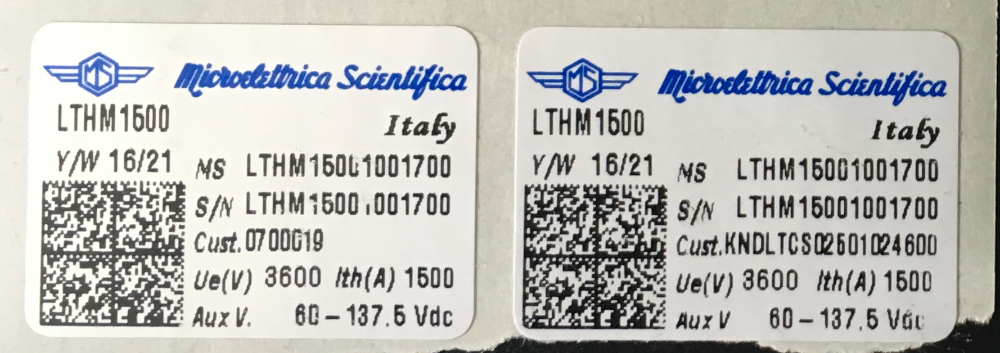 MS Microelettrica Scientifica
LTHM1500
Italy
Y/W 16/21
MS LTHM15001001700
S/N LTHM15001001700
Cust. 0700019
Ue(V) 3600 Ith(A) 1500
Aux V. 60-137.5 Vdc
MS Microelettrica Scientifica
LTHM1500
Italy
Y/W 16/21
MS LTHM15001001700
S/N LTHM15001001700
Cust. KNDLTCS02501024600
Ue(V) 3600 Ith(A) 1500
Aux V 60-137.5 Vdc